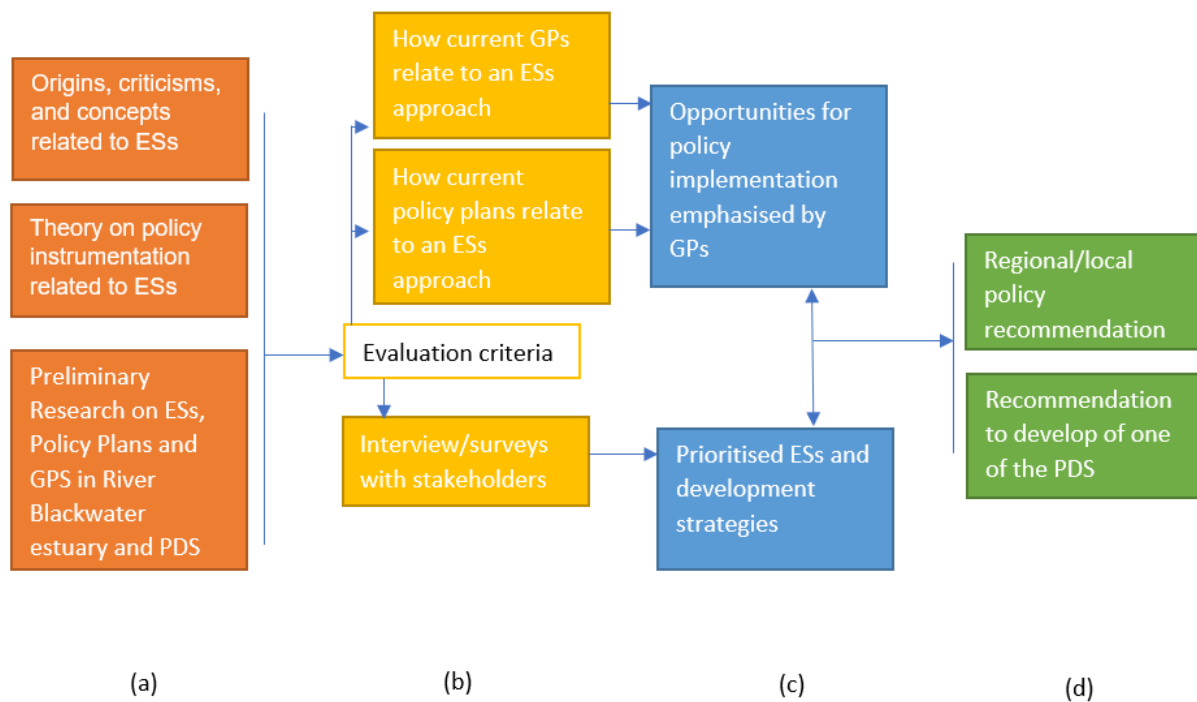 Origins, criticisms,
and concepts
related to ESs
Theory on policy
instrumentation
related to ESs
Preliminary
Research on ESs,
Policy Plans and
GPS in River
Blackwater
estuary and PDS
How current GPs
relate to an ESs
approach
How current
policy plans relate
to an ESs
approach
Evaluation criteria
Interview/surveys
with stakeholders
Opportunities for
policy
implementation
emphasised by
GPs
Prioritised ESs and
development
strategies
Regional/local
policy
recommendation
Recommendation
to develop of one
of the PDS
(a)
(b)
(c)
(d)